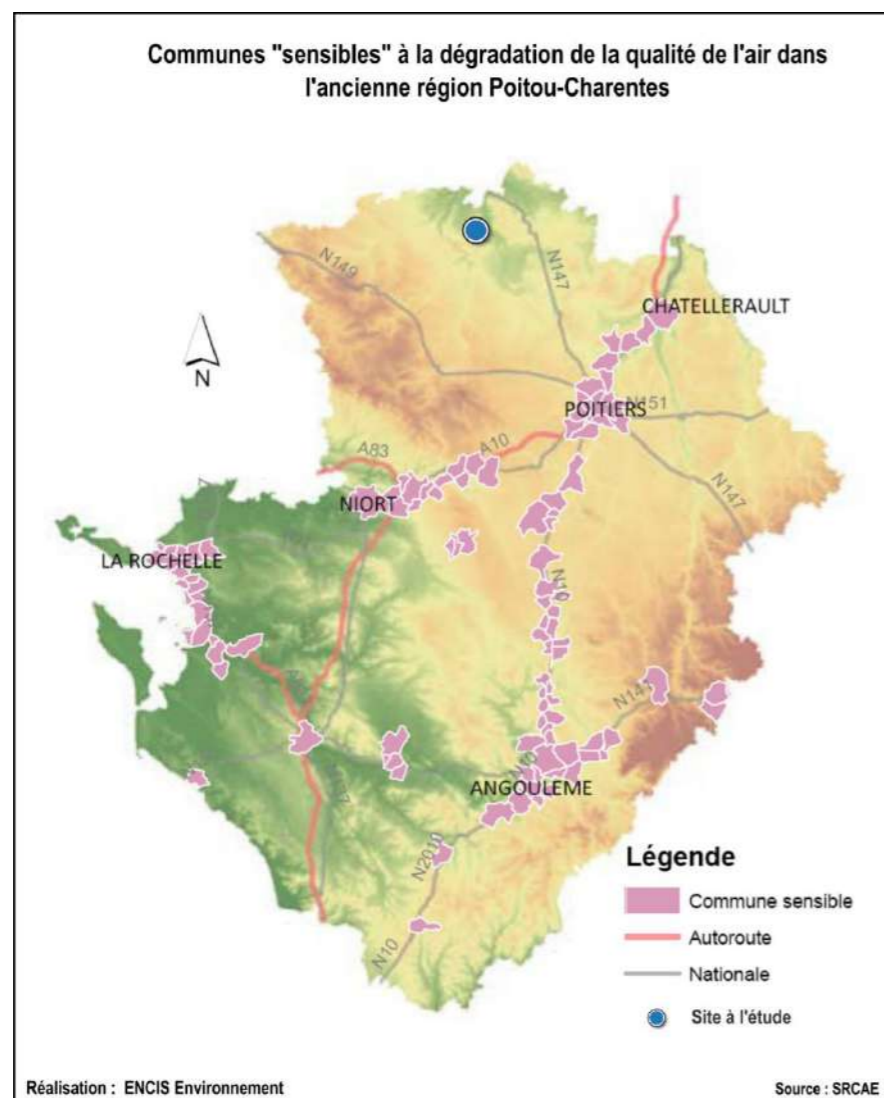 Communes "sensibles" à la dégradation de la qualité de l'air dans
l'ancienne région Poitou-Charentes
N149
N147
CHATELLERAULT
N
POITIERS
N151
A83
A10
N147
NIORT
LA ROCHELLE
N10
N141
N10
ANGOULEME
N2010
N10
Légende
Commune sensible
Autoroute
Nationale
Site à l'étude
Réalisation : ENCIS Environnement
Source : SRCAE